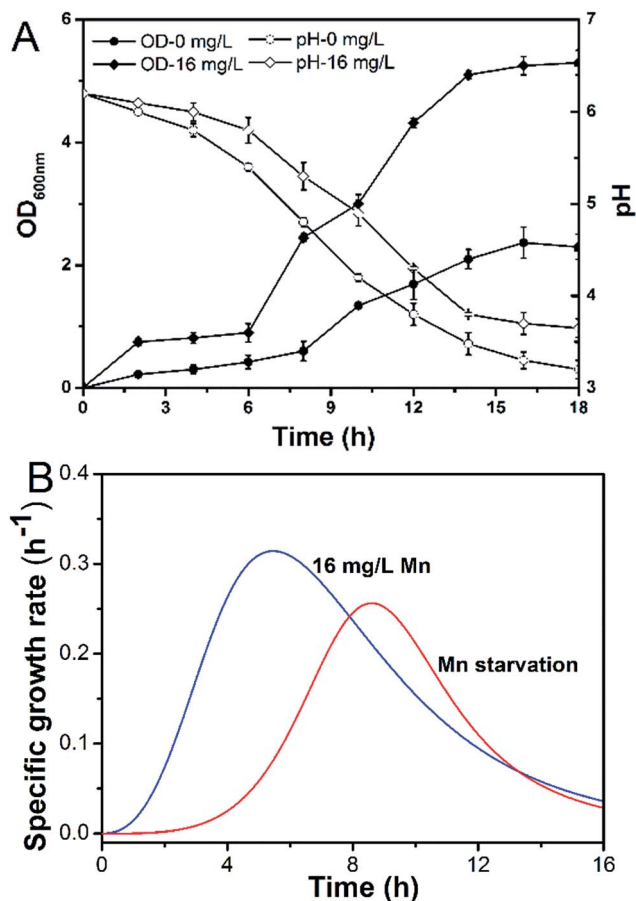 A
OD-0 mg/L pH-0 mg/L
OD-16 mg/L pH-16 mg/L
6
4
2
0
OD600nm
7
6
5
4
3
pH
0 3 6 9 12 15 18
Time (h)
B
0.4
0.3
0.2
0.1
0.0
Specific growth rate (h-1)
16 mg/L Mn
Mn starvation
0 4 8 12 16
Time (h)